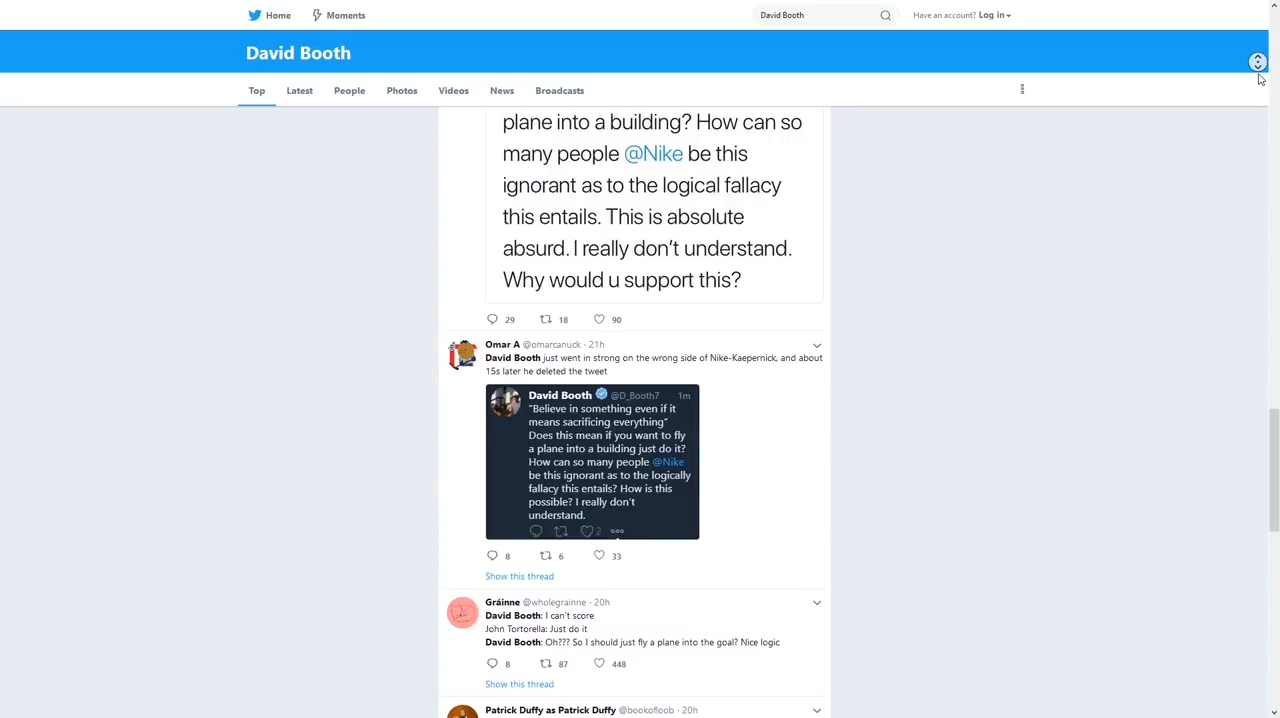 Home
Moments
David Booth
Have an account? Log in
David Booth
Top
Latest
People
Photos
Videos
News
Broadcasts
plane into a building? How can so
many people @Nike be this
ignorant as to the logical fallacy
this entails. This is absolute
absurd. I really don't understand.
Why would u support this?
29
18
90
Omar A @omarcanuck · 21h
David Booth just went in strong on the wrong side of Nike-Kaepernick, and about
15s later he deleted the tweet
David Booth @D_Booth7 1m
"Believe in something even if it
means sacrificing everything"
Does this mean if you want to fly
a plane into a building just do it?
How can so many people @Nike
be this ignorant as to the logically
fallacy this entails? How is this
possible? I really don't
understand.
2
8
6
33
Show this thread
Gráinne @wholegrainne · 20h
David Booth: I can't score
John Tortorella: Just do it
David Booth: Oh??? So I should just fly a plane into the goal? Nice logic
8
87
448
Show this thread
Patrick Duffy as Patrick Duffy @bookofloob · 20h